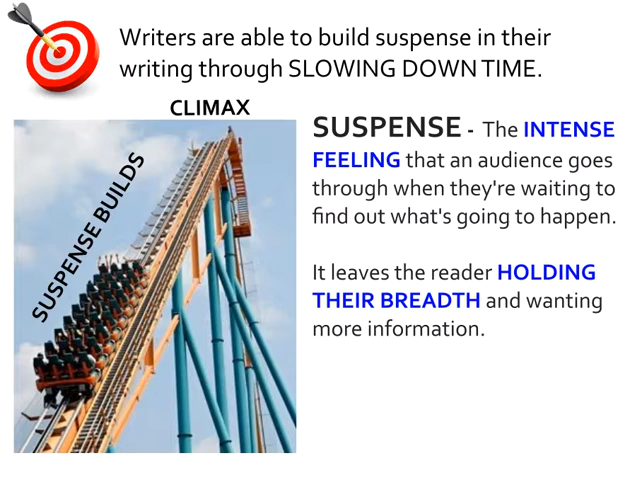 Writers are able to build suspense in their
writing through SLOWING DOWN TIME.
CLIMAX
SUSPENSE BUILDS
SUSPENSE - The INTENSE
FEELING that an audience goes
through when they're waiting to
find out what's going to happen.
It leaves the reader HOLDING
THEIR BREADTH and wanting
more information.